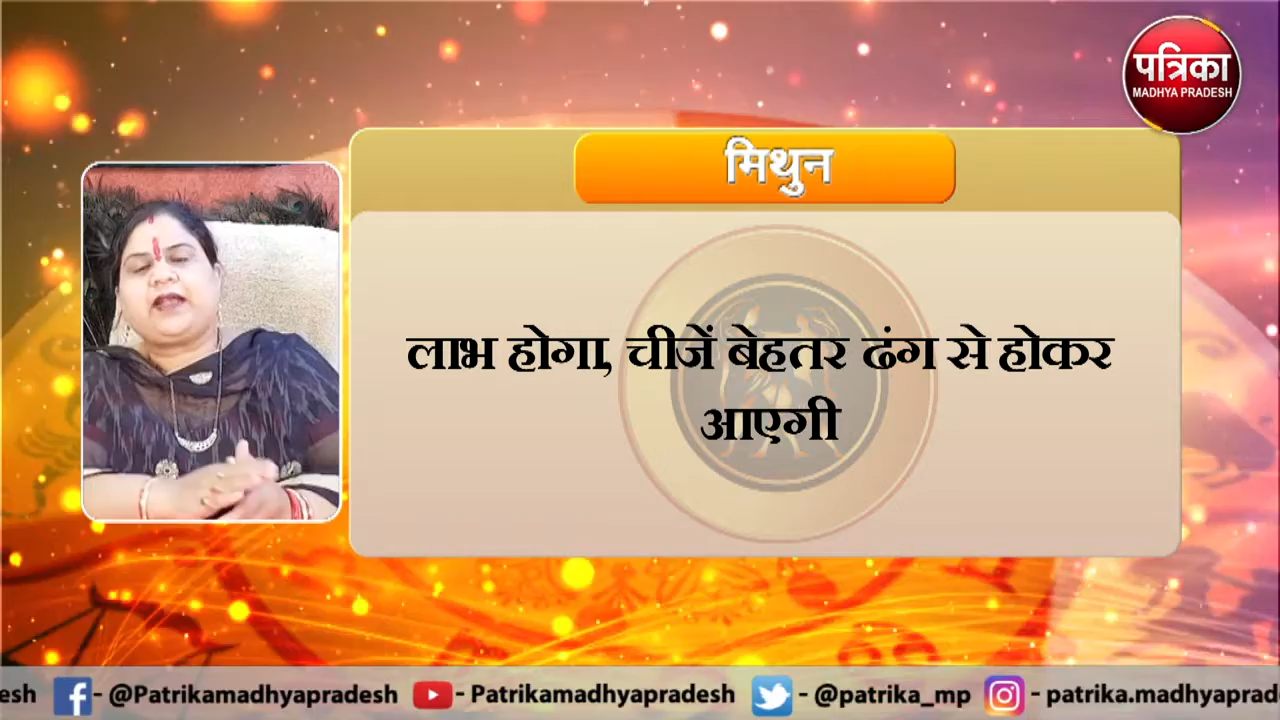 पत्रिका
MADHYA PRADESH
मिथुन
लाभ होगा, चीजें बेहतर ढंग से होकर
आएगी
esh - @Patrikamadhyapradesh - Patrikamadhyapradesh - @patrika_mp - patrika.madhyaprad